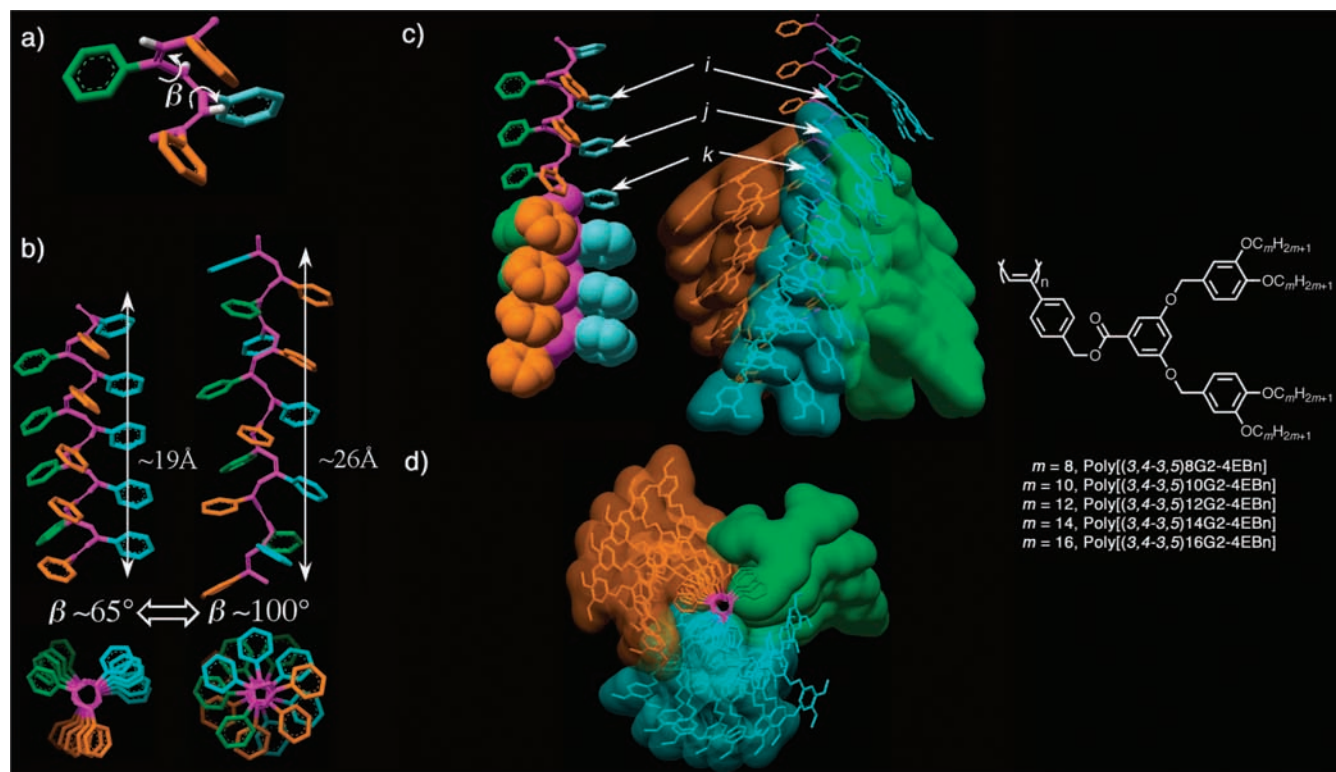 a)
β
b)
~19Å
~26Å
β ~65°
β ~100°
c)
i
j
k
d)
( )n
O
O
O
O
OCmH2m+1
OCmH2m+1
OCmH2m+1
OCmH2m+1
m = 8, Poly[(3,4-3,5)8G2-4EBn]
m = 10, Poly[(3,4-3,5)10G2-4EBn]
m = 12, Poly[(3,4-3,5)12G2-4EBn]
m = 14, Poly[(3,4-3,5)14G2-4EBn]
m = 16, Poly[(3,4-3,5)16G2-4EBn]